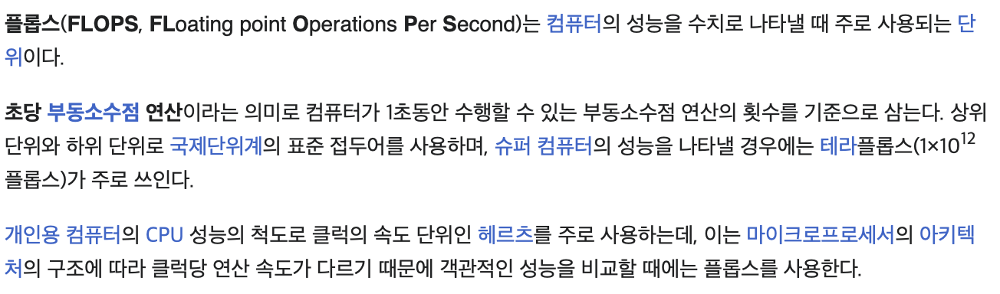 플롭스(FLOPS, FLoating point Operations Per Second)는 컴퓨터의 성능을 수치로 나타낼 때 주로 사용되는 단
위이다.
초당 부동소수점 연산이라는 의미로 컴퓨터가 1초동안 수행할 수 있는 부동소수점 연산의 횟수를 기준으로 삼는다. 상위
단위와 하위 단위로 국제단위계의 표준 접두어를 사용하며, 슈퍼 컴퓨터의 성능을 나타낼 경우에는 테라플롭스(1×10¹²
플롭스)가 주로 쓰인다.
개인용 컴퓨터의 CPU 성능의 척도로 클럭의 속도 단위인 헤르츠를 주로 사용하는데, 이는 마이크로프로세서의 아키텍
처의 구조에 따라 클럭당 연산 속도가 다르기 때문에 객관적인 성능을 비교할 때에는 플롭스를 사용한다.